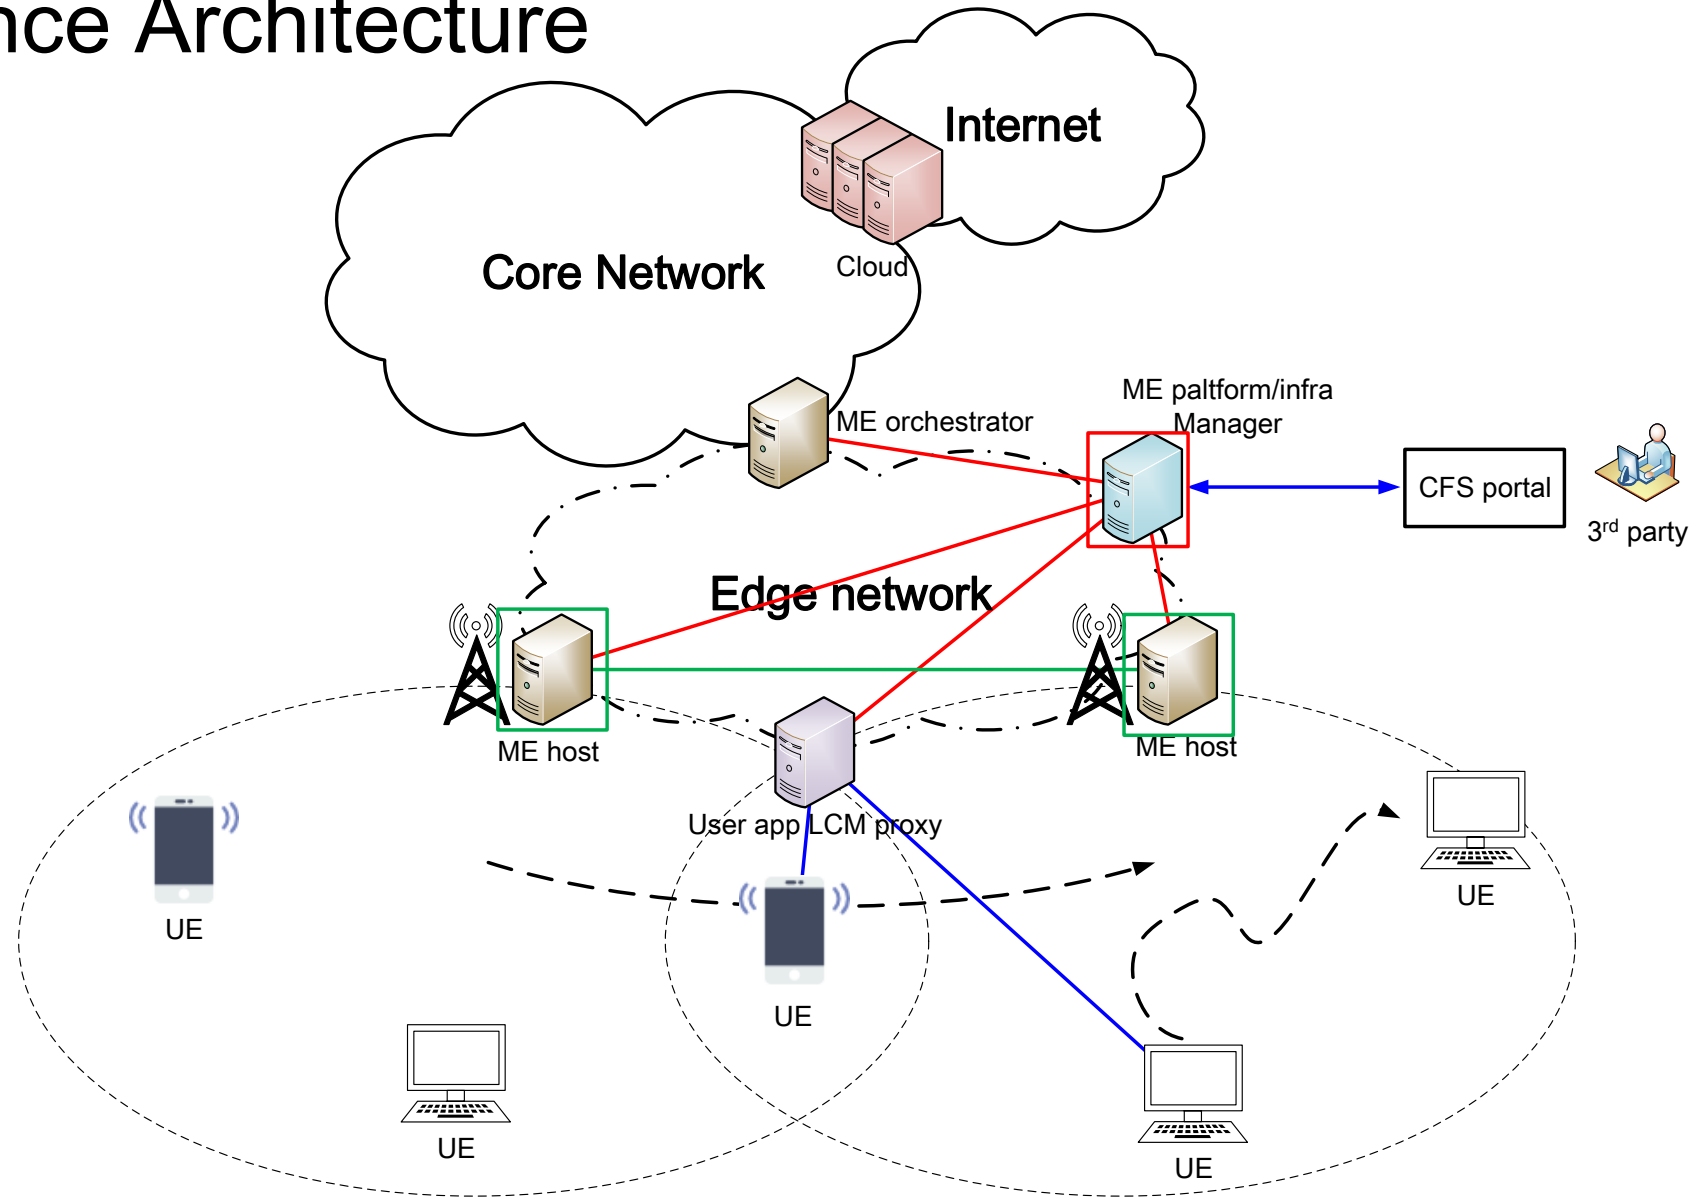 nce Architecture
Internet
Core Network
Cloud
ME paltform/infra
Manager
ME orchestrator
CFS portal
3rd party
Edge network
ME host
ME host
User app LCM proxy
UE
UE
UE
UE
UE